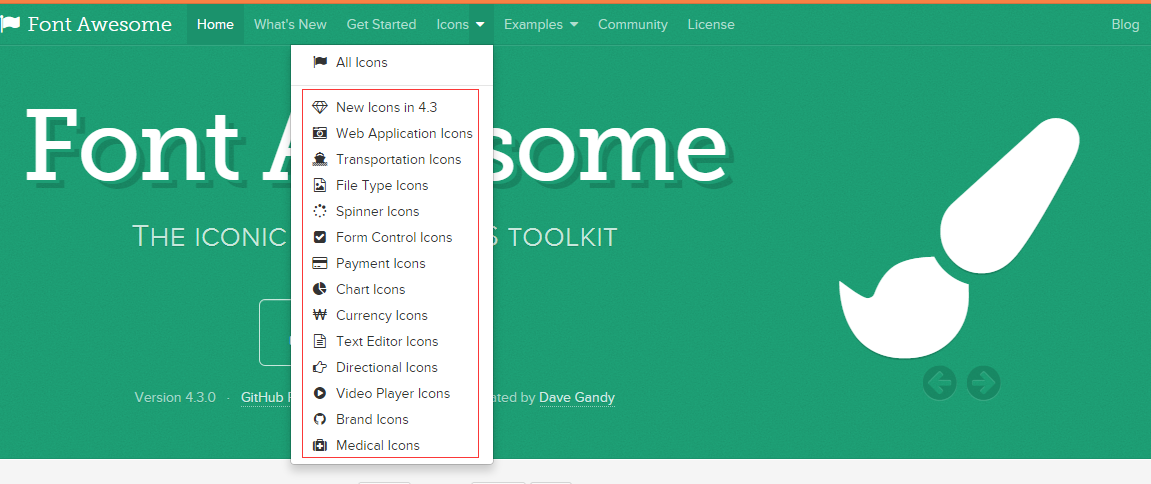 Font Awesome Home What's New Get Started Icons Examples Community License Blog
All Icons
New Icons in 4.3
Web Application Icons
Transportation Icons
File Type Icons
Spinner Icons
Form Control Icons
Payment Icons
Chart Icons
Currency Icons
Text Editor Icons
Directional Icons
Video Player Icons
Brand Icons
Medical Icons
Font A some
THE ICONIC S TOOLKIT
Version 4.3.0 · GitHub ated by Dave Gandy